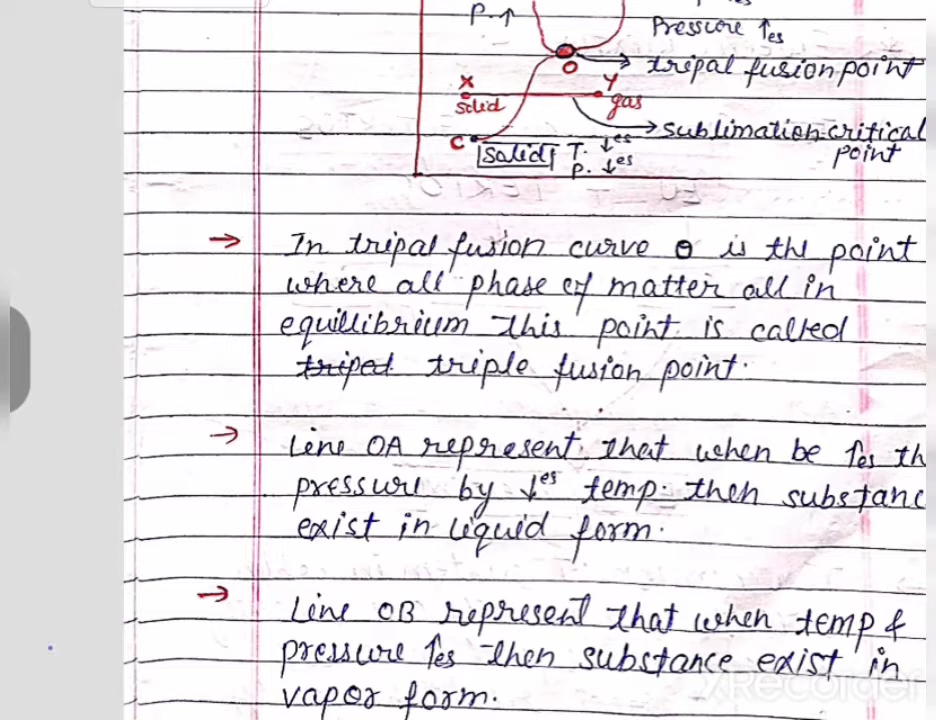 P. ↑
Pressure ↑es
O
tripal fusion point
X
Y
solid
gas
sublimation critical
point
C
Solid
T. ↓es
P. ↓es
→ In tripal fusion curve O is the point
where all phase of matter all in
equillibrium this point is called
triped triple fusion point.
→ Line OA represent that when be ↑es th
pressure by ↓es temp. then substanc
exist in liquid form.
→ Line OB represent that when temp &
pressure ↑es then substance exist in
vapor form.
XRecorder